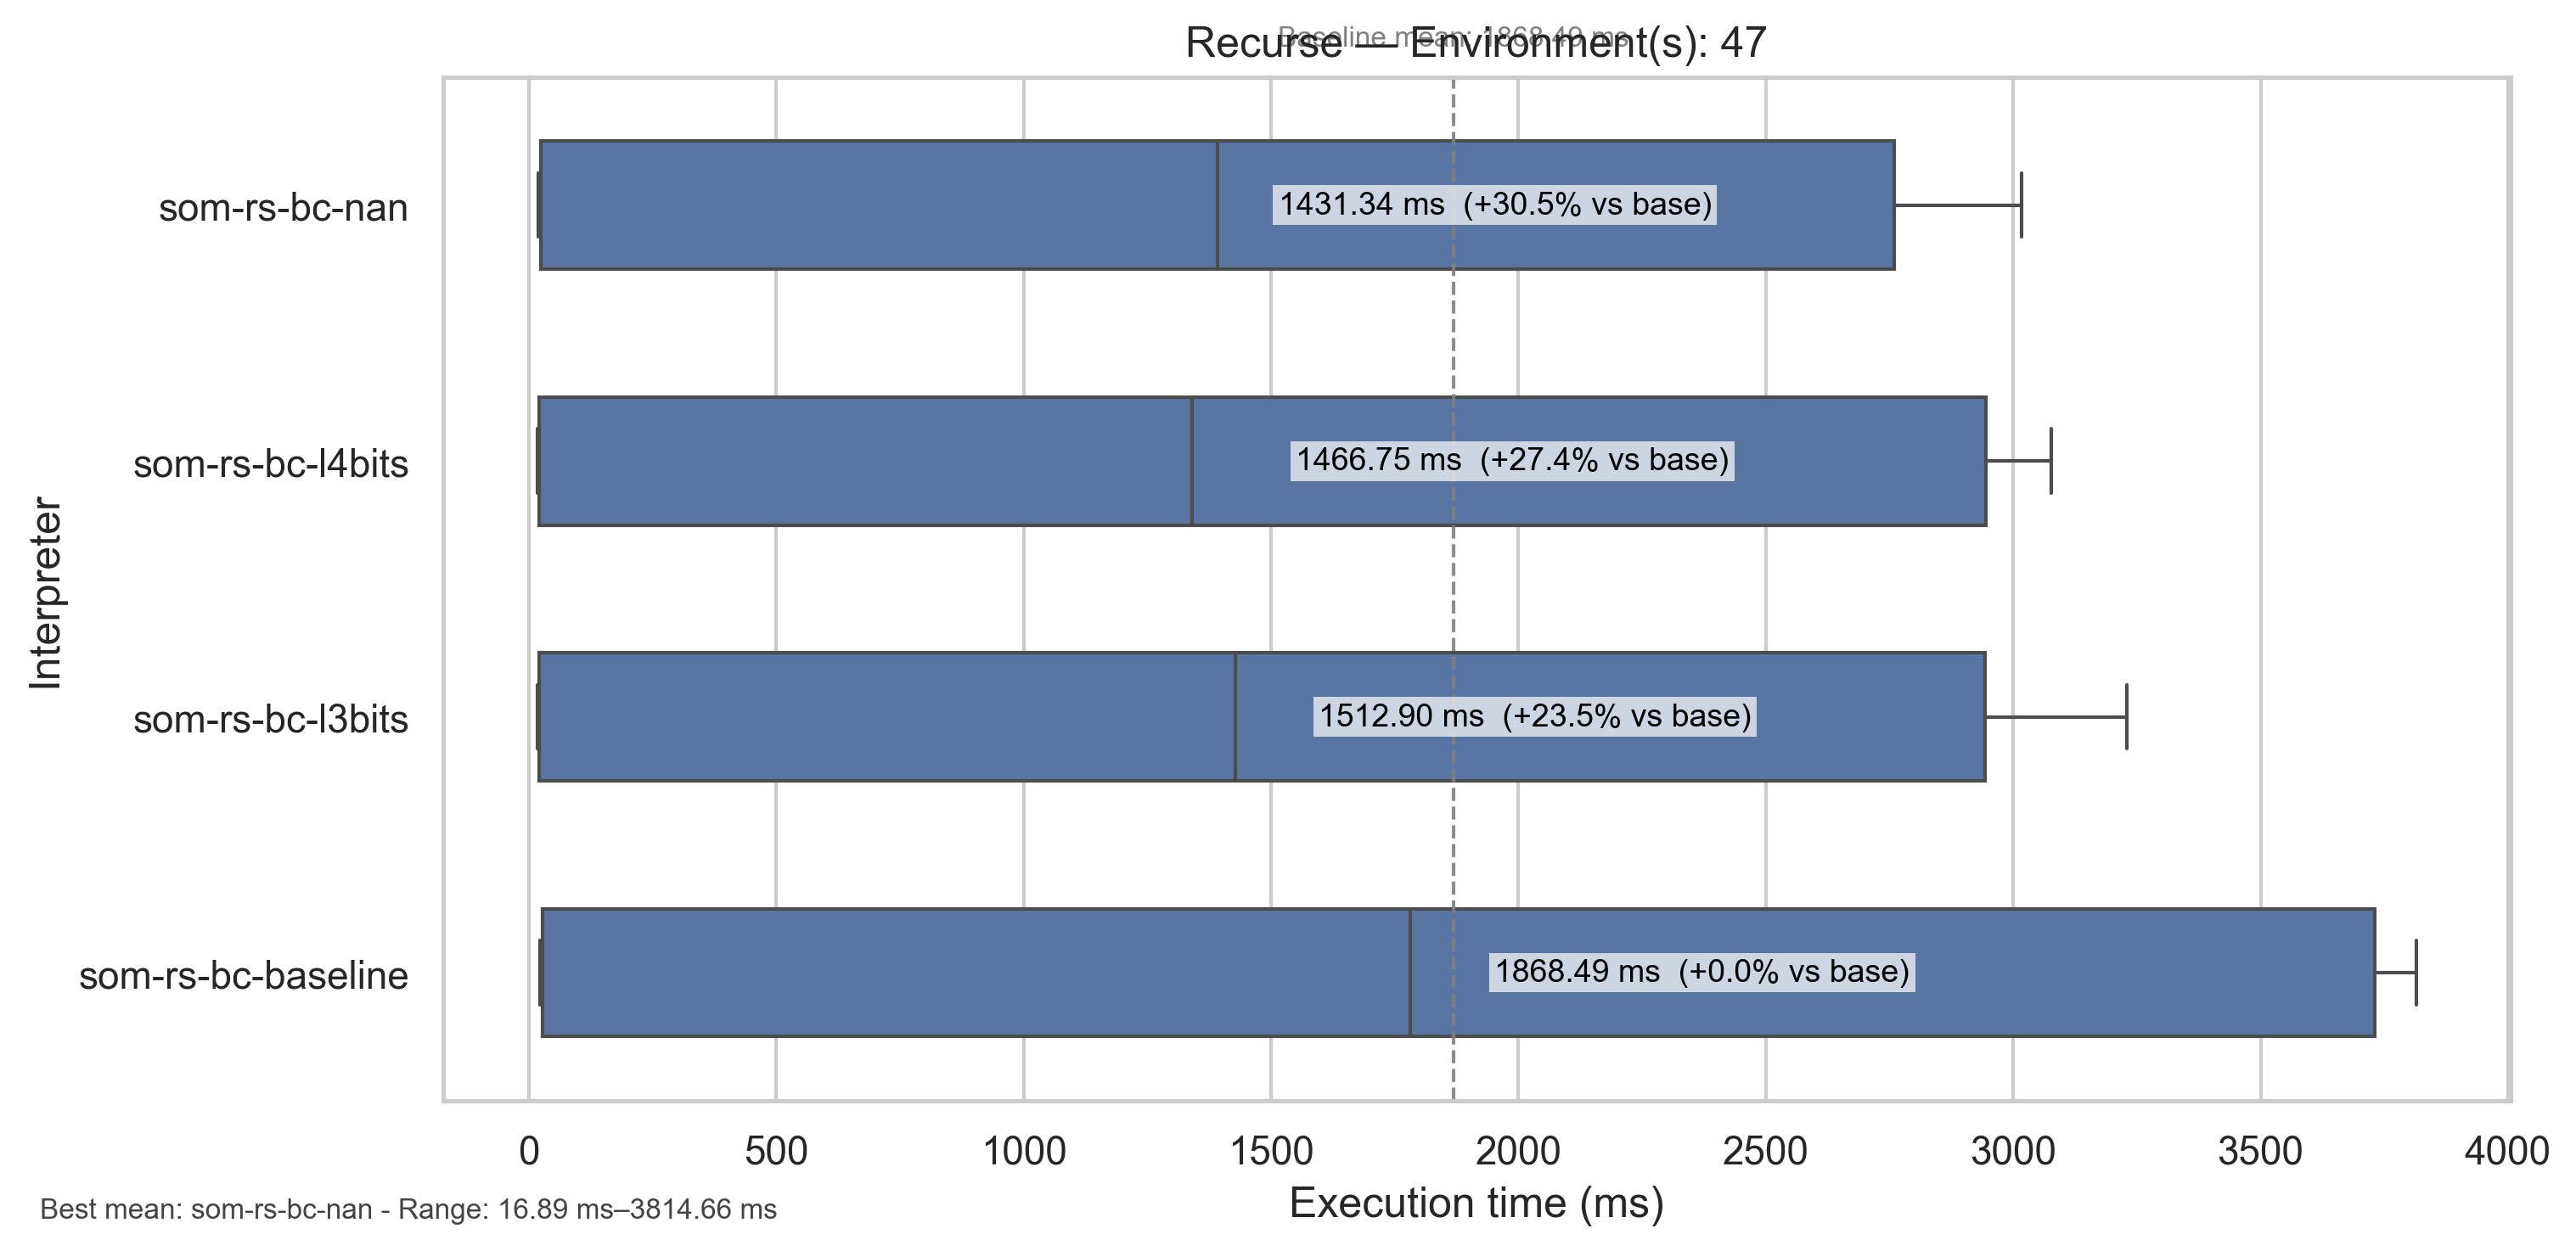 Baseline mean: 1868.49 ms
Recurse — Environment(s): 47
som-rs-bc-nan
1431.34 ms (+30.5% vs base)
som-rs-bc-l4bits
1466.75 ms (+27.4% vs base)
Interpreter
som-rs-bc-l3bits
1512.90 ms (+23.5% vs base)
som-rs-bc-baseline
1868.49 ms (+0.0% vs base)
0 500 1000 1500 2000 2500 3000 3500 4000
Execution time (ms)
Best mean: som-rs-bc-nan - Range: 16.89 ms–3814.66 ms